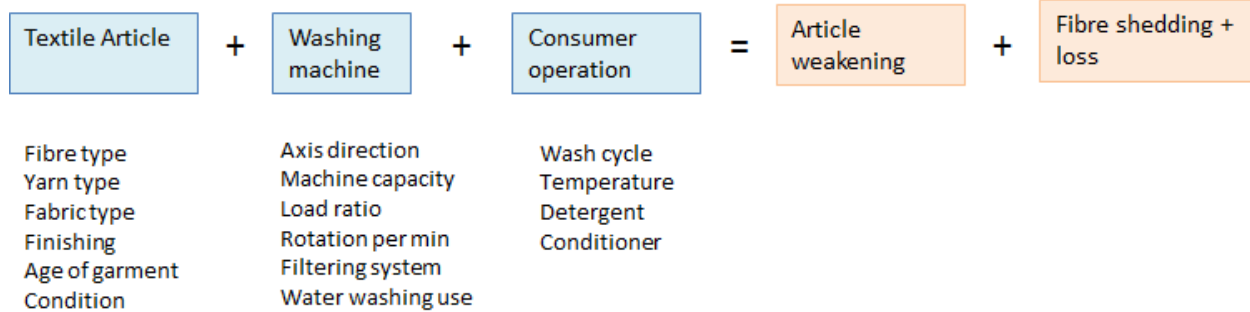 Textile Article
+
Washing
machine
+
Consumer
operation
=
Article
weakening
+
Fibre shedding +
loss
Fibre type
Yarn type
Fabric type
Finishing
Age of garment
Condition
Axis direction
Machine capacity
Load ratio
Rotation per min
Filtering system
Water washing use
Wash cycle
Temperature
Detergent
Conditioner